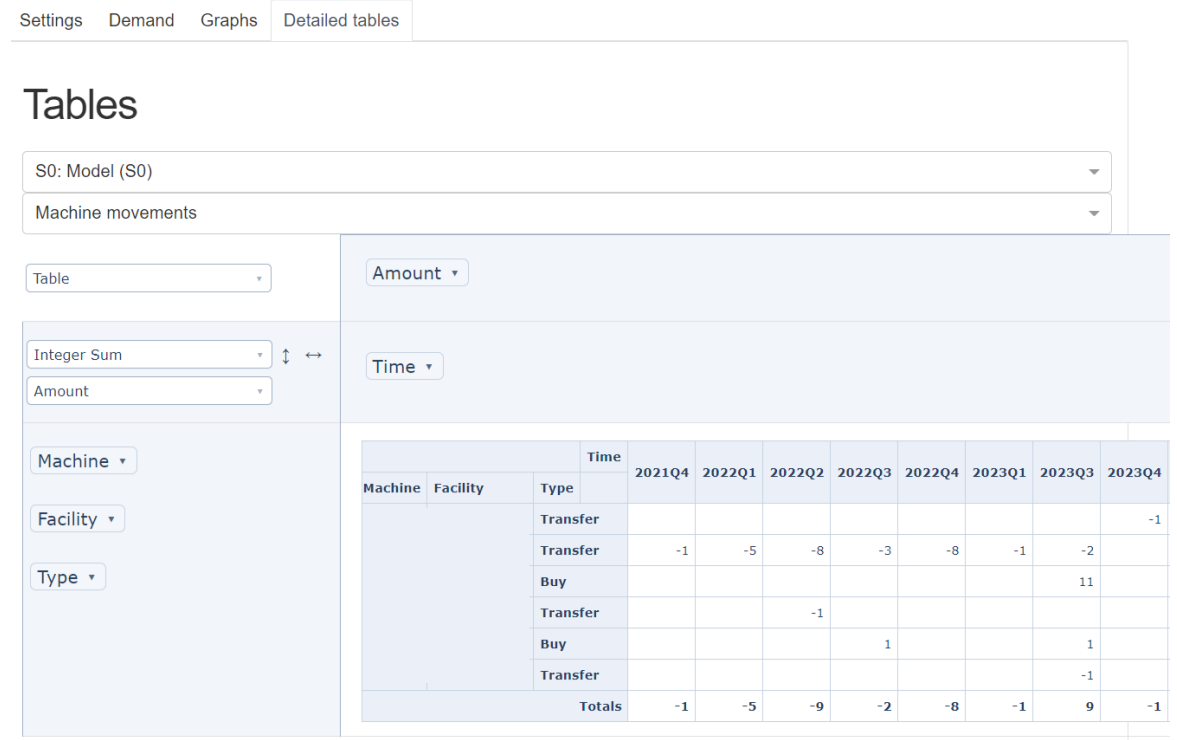 Settings Demand Graphs Detailed tables
Tables
S0: Model (S0)
Machine movements
Table
Amount
Integer Sum
Amount
Time
Machine
Facility
Type
Time 2021Q4 2022Q1 2022Q2 2022Q3 2022Q4 2023Q1 2023Q3 2023Q4
Machine Facility Type
Transfer -1
Transfer -1 -5 -8 -3 -8 -1 -2
Buy 11
Transfer -1
Buy 1 1
Transfer -1
Totals -1 -5 -9 -2 -8 -1 9 -1